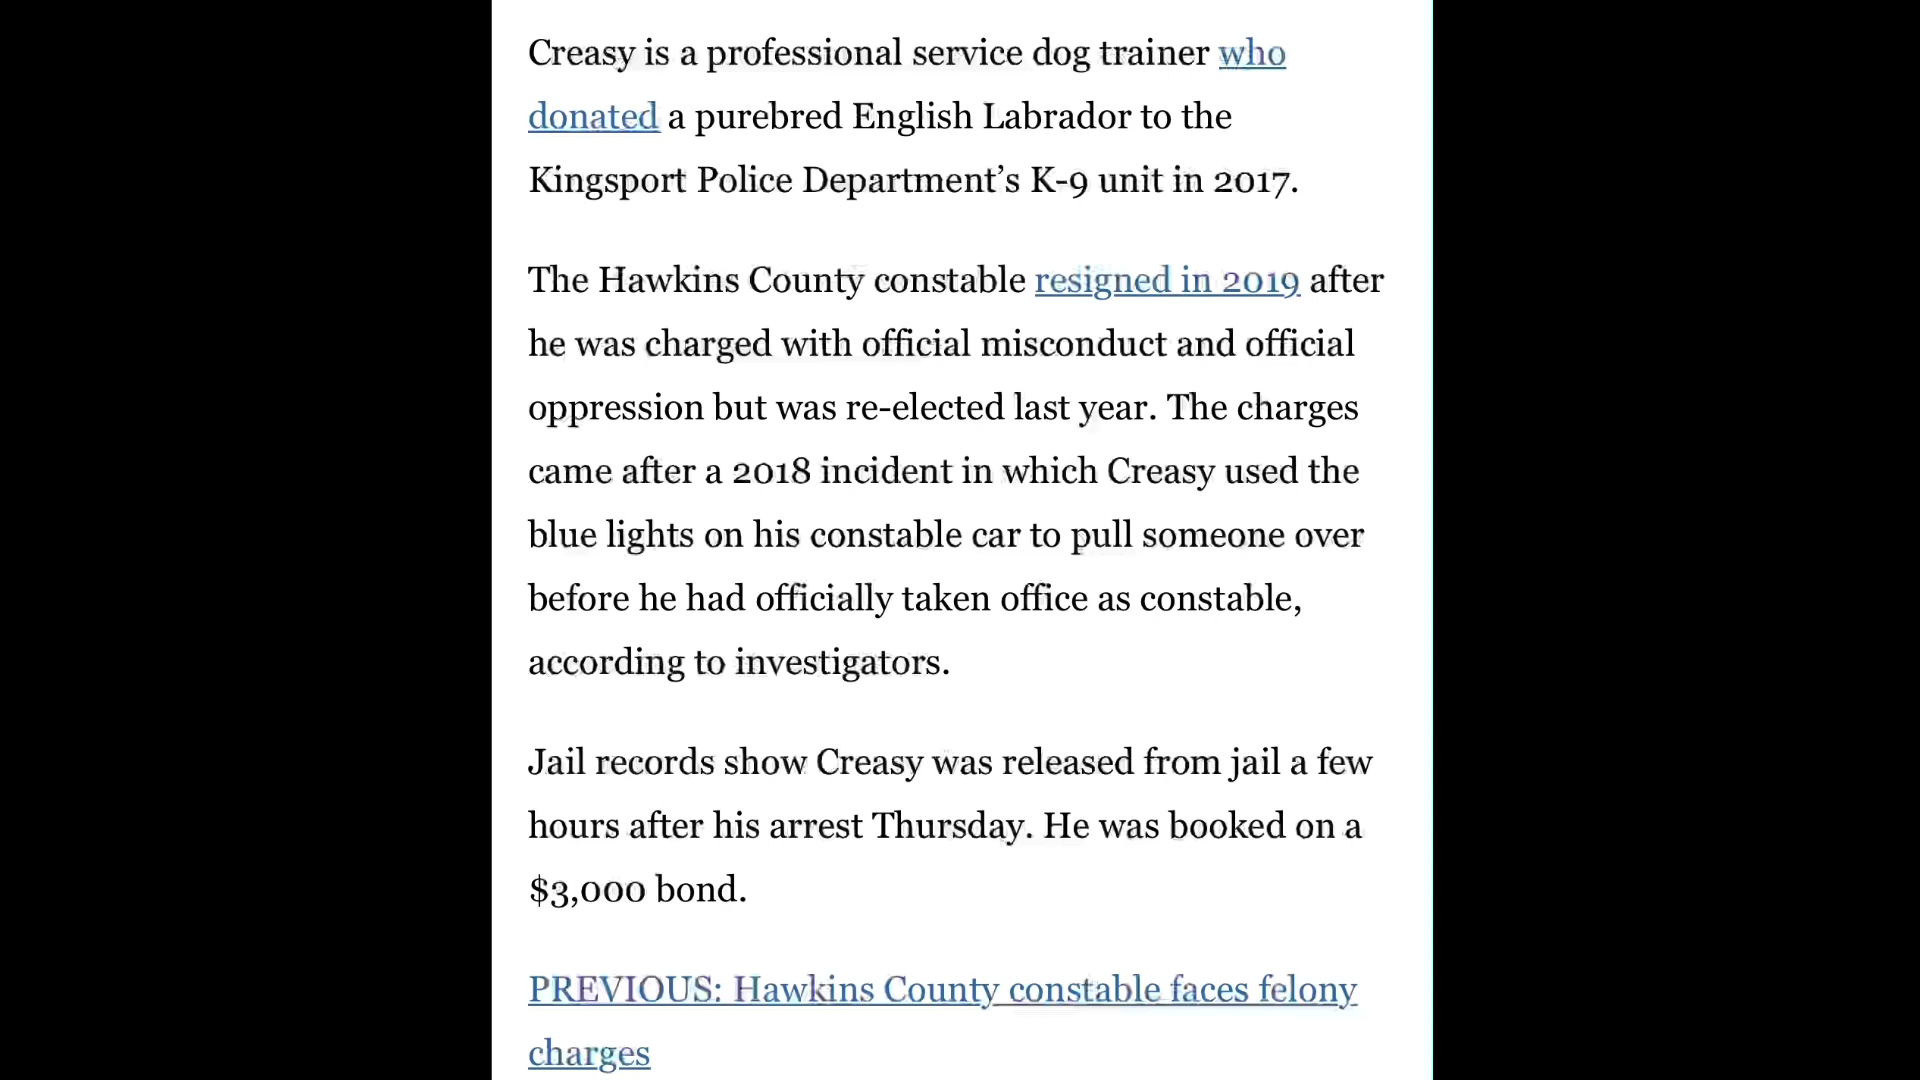 Creasy is a professional service dog trainer who
donated a purebred English Labrador to the
Kingsport Police Department’s K-9 unit in 2017.
The Hawkins County constable resigned in 2019 after
he was charged with official misconduct and official
oppression but was re-elected last year. The charges
came after a 2018 incident in which Creasy used the
blue lights on his constable car to pull someone over
before he had officially taken office as constable,
according to investigators.
Jail records show Creasy was released from jail a few
hours after his arrest Thursday. He was booked on a
$3,000 bond.
PREVIOUS: Hawkins County constable faces felony
charges